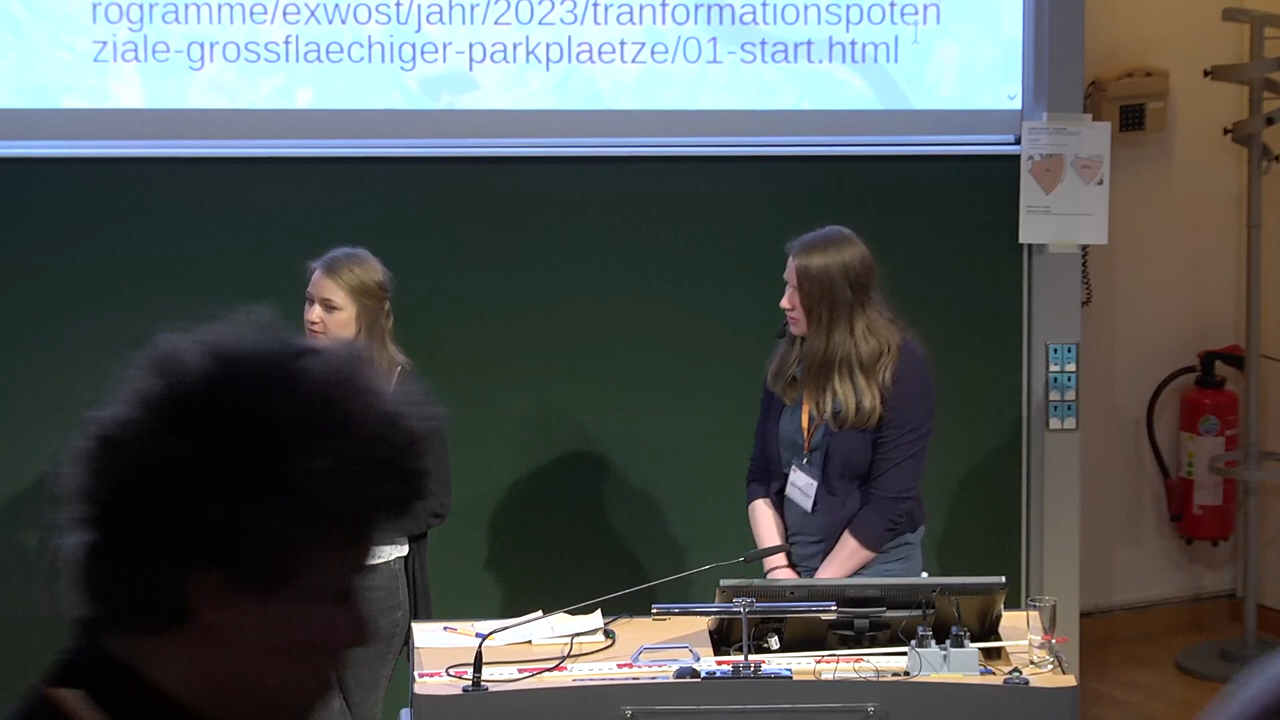 rogramme/exwost/jahr/2023/tranformationspoten
ziale-grossflaechiger-parkplaetze/01-start.html